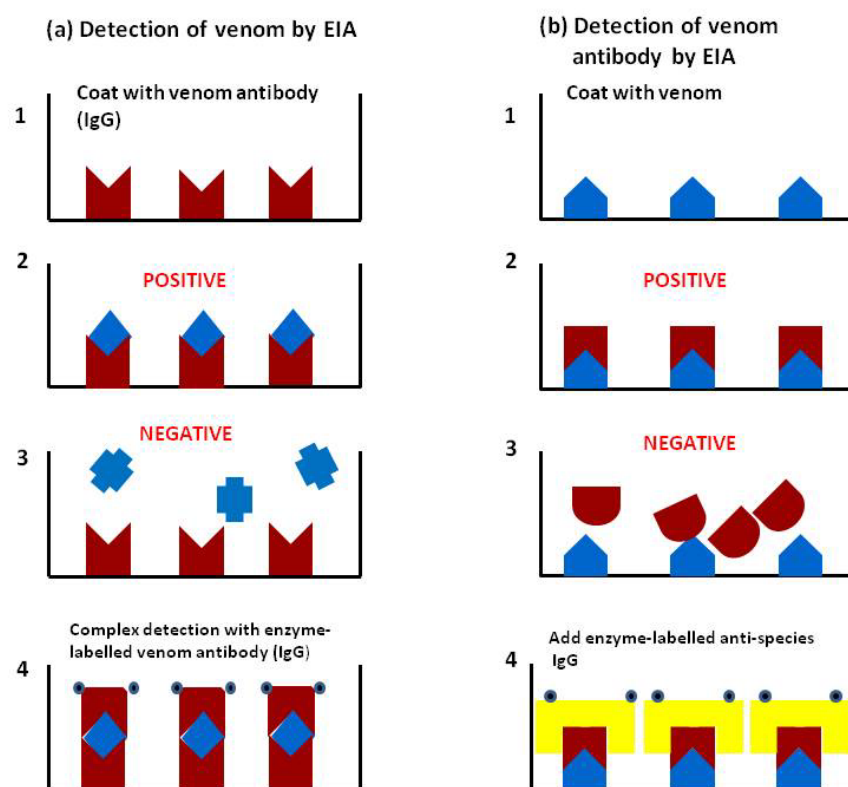 (a) Detection of venom by EIA
1
Coat with venom antibody
(IgG)
2
POSITIVE
3
NEGATIVE
4
Complex detection with enzyme-
labelled venom antibody (IgG)
(b) Detection of venom
antibody by EIA
1
Coat with venom
2
POSITIVE
3
NEGATIVE
4
Add enzyme-labelled anti-species
IgG